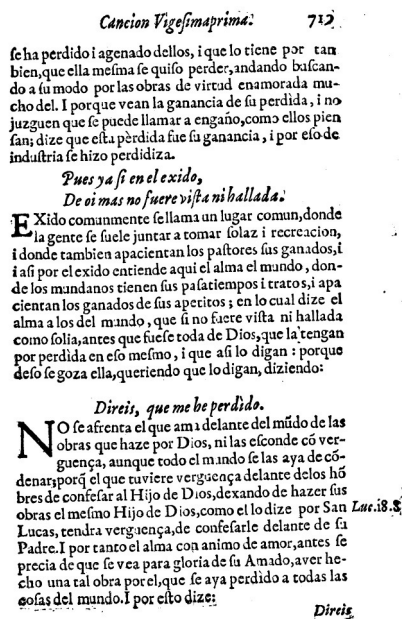 Cancion Vigesimaprima. 719
se ha perdido i agenado dellos, i que lo tiene por tan
bien, que ella mesma se quiso perder, andando buscan-
do a su modo por las obras de virtud enamorada mu-
cho del. I porque vean la ganancia de su perdida, i no
juzguen que se puede llamar a engaño, como ellos pien
san; dize que esta pèrdida fue su ganancia, i por eso de
industria se hizo perdidiza.
Pues ya si en el exido,
De oi mas no fuere vista ni hallada.
EXido comunmente se llama un lugar comun, donde
la gente se suele juntar a tomar solaz i recreacion,
i donde tambien apacientan los pastores sus ganados, i
i asi por el exido entiende aqui el alma el mundo, don-
de los mundanos tienen sus pasatiempos i tratos, i apa
cientan los ganados de sus apetitos; en lo cual dize el
alma a los del mundo, que si no fuere vista ni hallada
como solia, antes que fuese toda de Dios, que la tengan
por perdida en eso mesmo, i que asi lo digan: porque
deso se goza ella, queriendo que lo digan, diziendo:
Direis, que me he perdido.
NO se afrenta el que ama delante del mũdo de las
obras que haze por Dios, ni las esconde cõ ver-
guença, aunque todo el mundo se las aya de cõ-
denar; porq̃ el que tuviere verguença delante delos hõ
bres de confesar al Hijo de Dios, dexando de hazer sus
obras el mesmo Hijo de Dios, como el lo dize por San Luc. i8. 8
Lucas, tendra verguença, de confesarle delante de su
Padre. I por tanto el alma con animo de amor, antes se
precia de que se vea para gloria de su Amado, aver he-
cho una tal obra por el, que se aya perdido a todas las
cosas del mundo. I por esto dize:
Direis